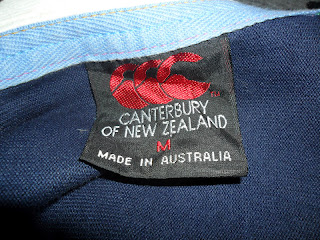 CANTERBURY
OF NEW ZEALAND
M
MADE IN AUSTRALIA